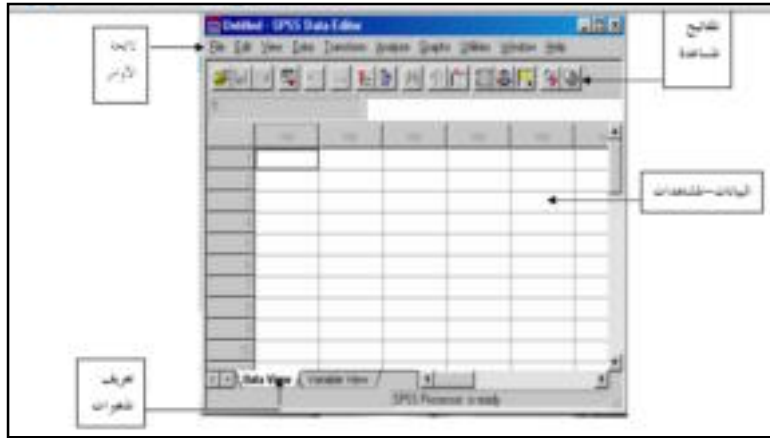 Untitled - SPSS Data Editor
File Edit View Data Transform Analyze Graphs Utilities Window Help
لائحة
الأوامر
مفاتيح
مساعدة
البيانات-المشاهدات
Data View Variable View
SPSS Processor is ready
تعريف
المتغيرات